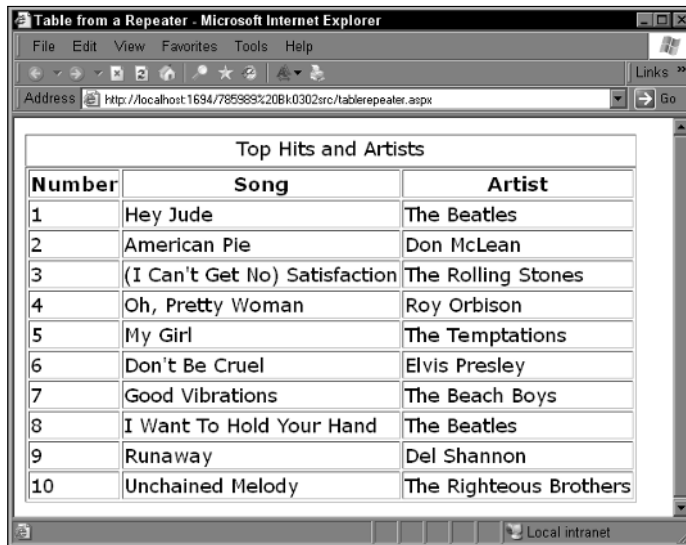 Table from a Repeater - Microsoft Internet Explorer
File Edit View Favorites Tools Help
Links »
Address http://localhost:1694/785989%20Bk0302src/tablerepeater.aspx Go
Top Hits and Artists
Number Song Artist
1 Hey Jude The Beatles
2 American Pie Don McLean
3 (I Can't Get No) Satisfaction The Rolling Stones
4 Oh, Pretty Woman Roy Orbison
5 My Girl The Temptations
6 Don't Be Cruel Elvis Presley
7 Good Vibrations The Beach Boys
8 I Want To Hold Your Hand The Beatles
9 Runaway Del Shannon
10 Unchained Melody The Righteous Brothers
Local intranet